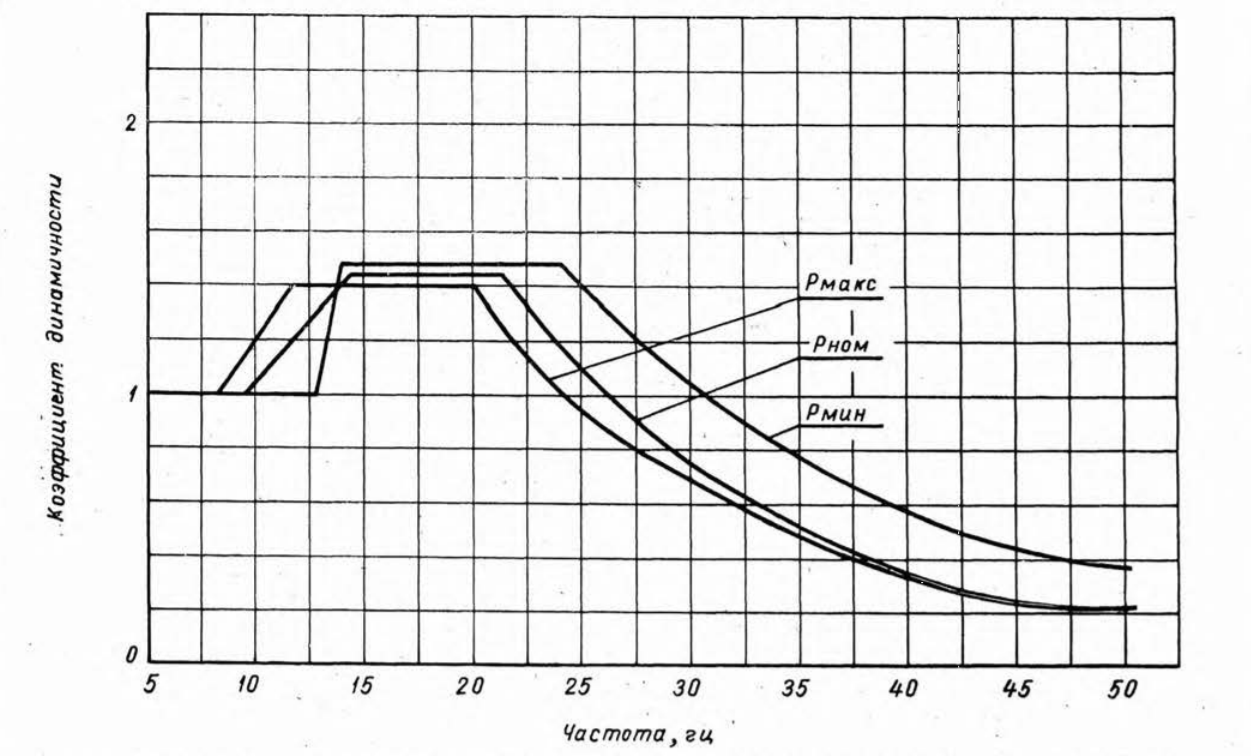 Коэффициент динамичности
2
1
0
Рмакс
Рном
Рмин
5 10 15 20 25 30 35 40 45 50
Частота, гц